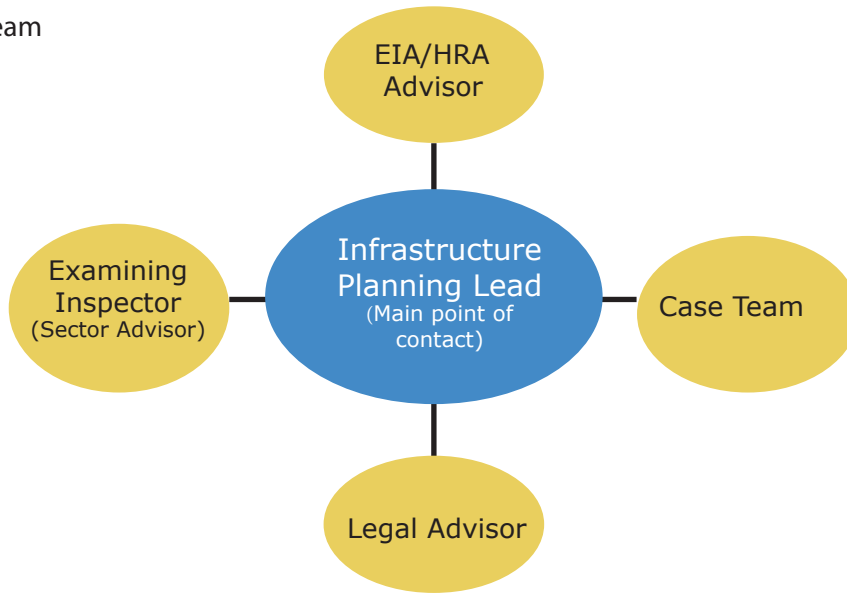 eam
EIA/HRA
Advisor
Infrastructure
Planning Lead
(Main point of
contact)
Examining
Inspector
(Sector Advisor)
Case Team
Legal Advisor